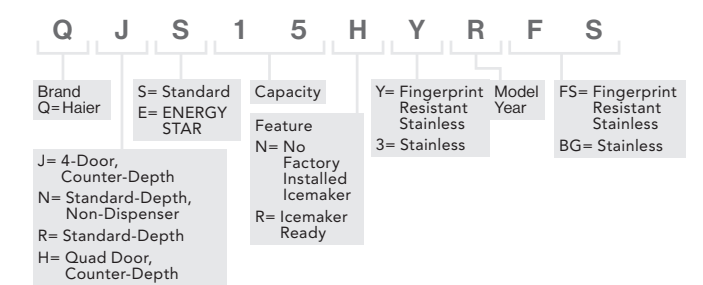 Q J S 1 5 H Y R F S
Brand
Q=Haier
J= 4-Door,
Counter-Depth
N= Standard-Depth,
Non-Dispenser
R= Standard-Depth
H= Quad Door,
Counter-Depth
S= Standard
E= ENERGY
STAR
Capacity
Feature
N= No
Factory
Installed
Icemaker
R= Icemaker
Ready
Y= Fingerprint
Resistant
Stainless
3= Stainless
Model
Year
FS= Fingerprint
Resistant
Stainless
BG= Stainless